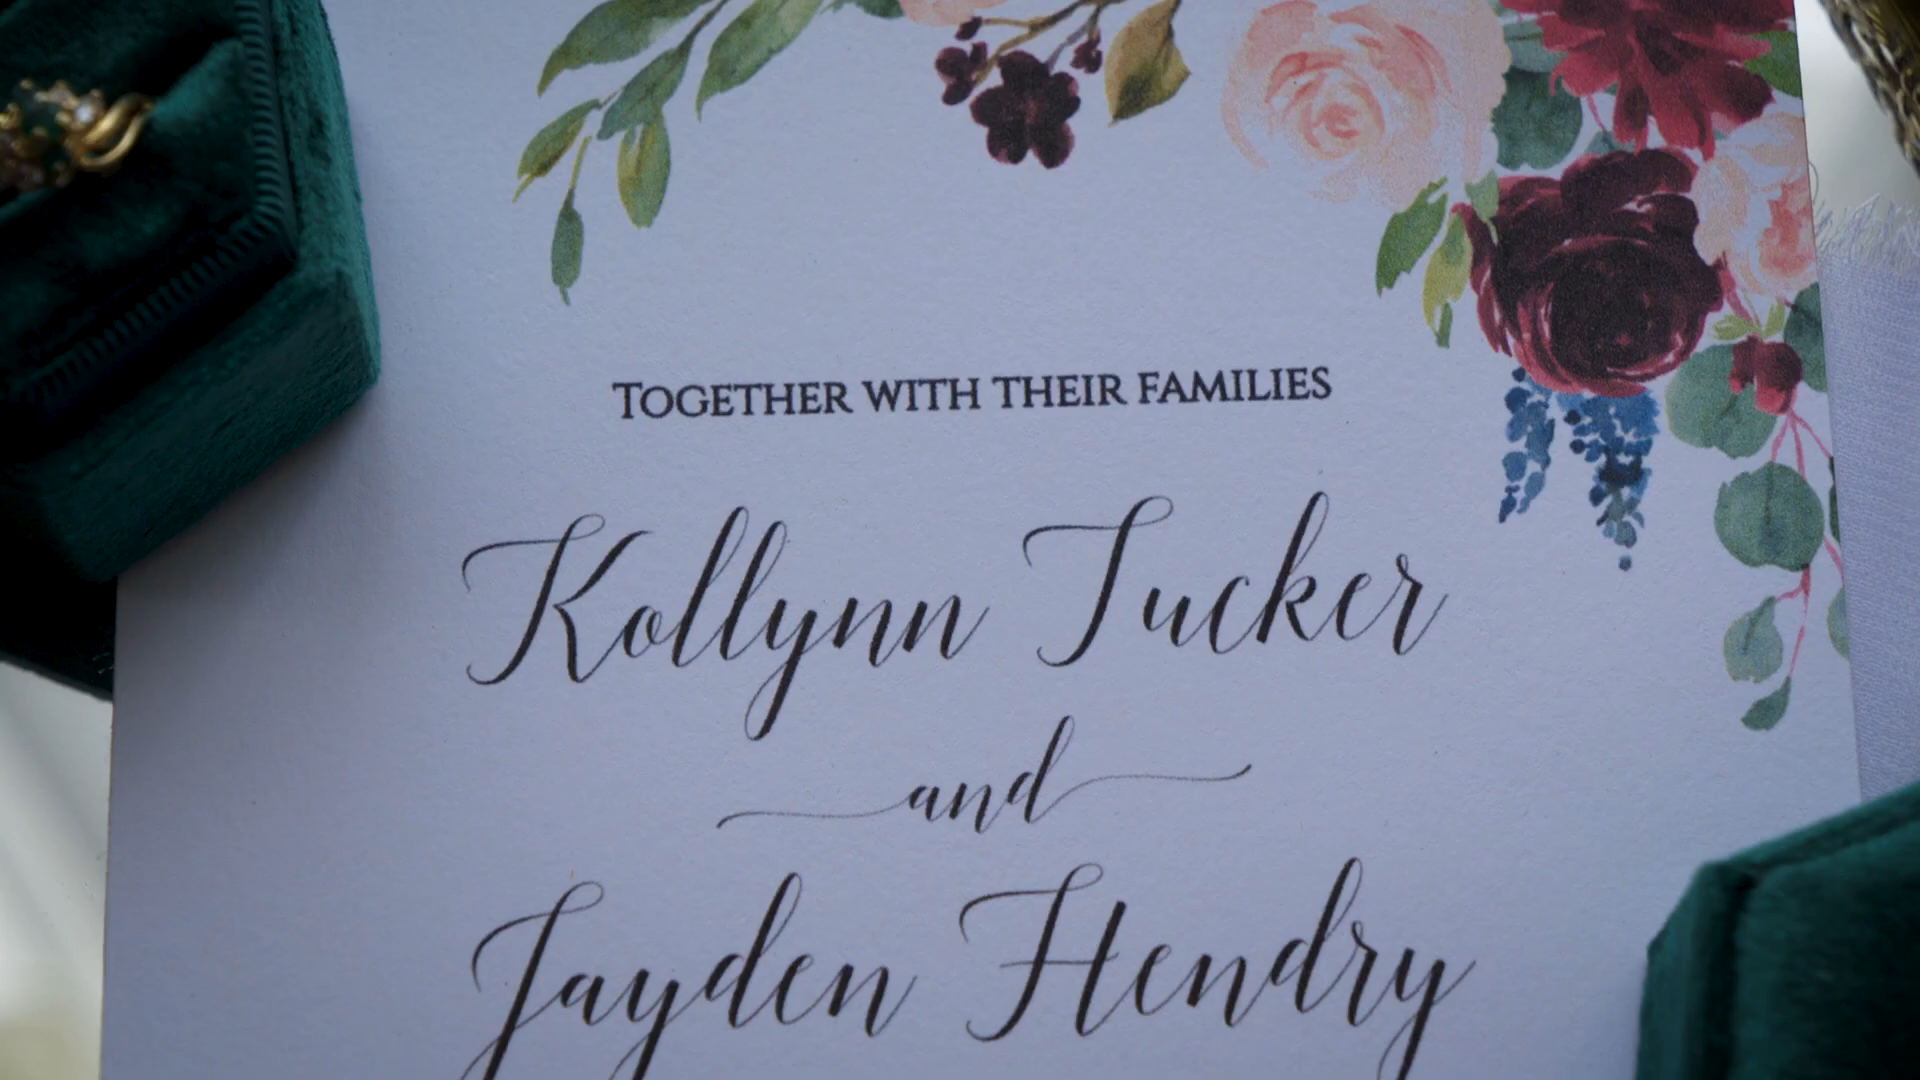 Together with their families
Kollynn Tucker
and
Jayden Hendry